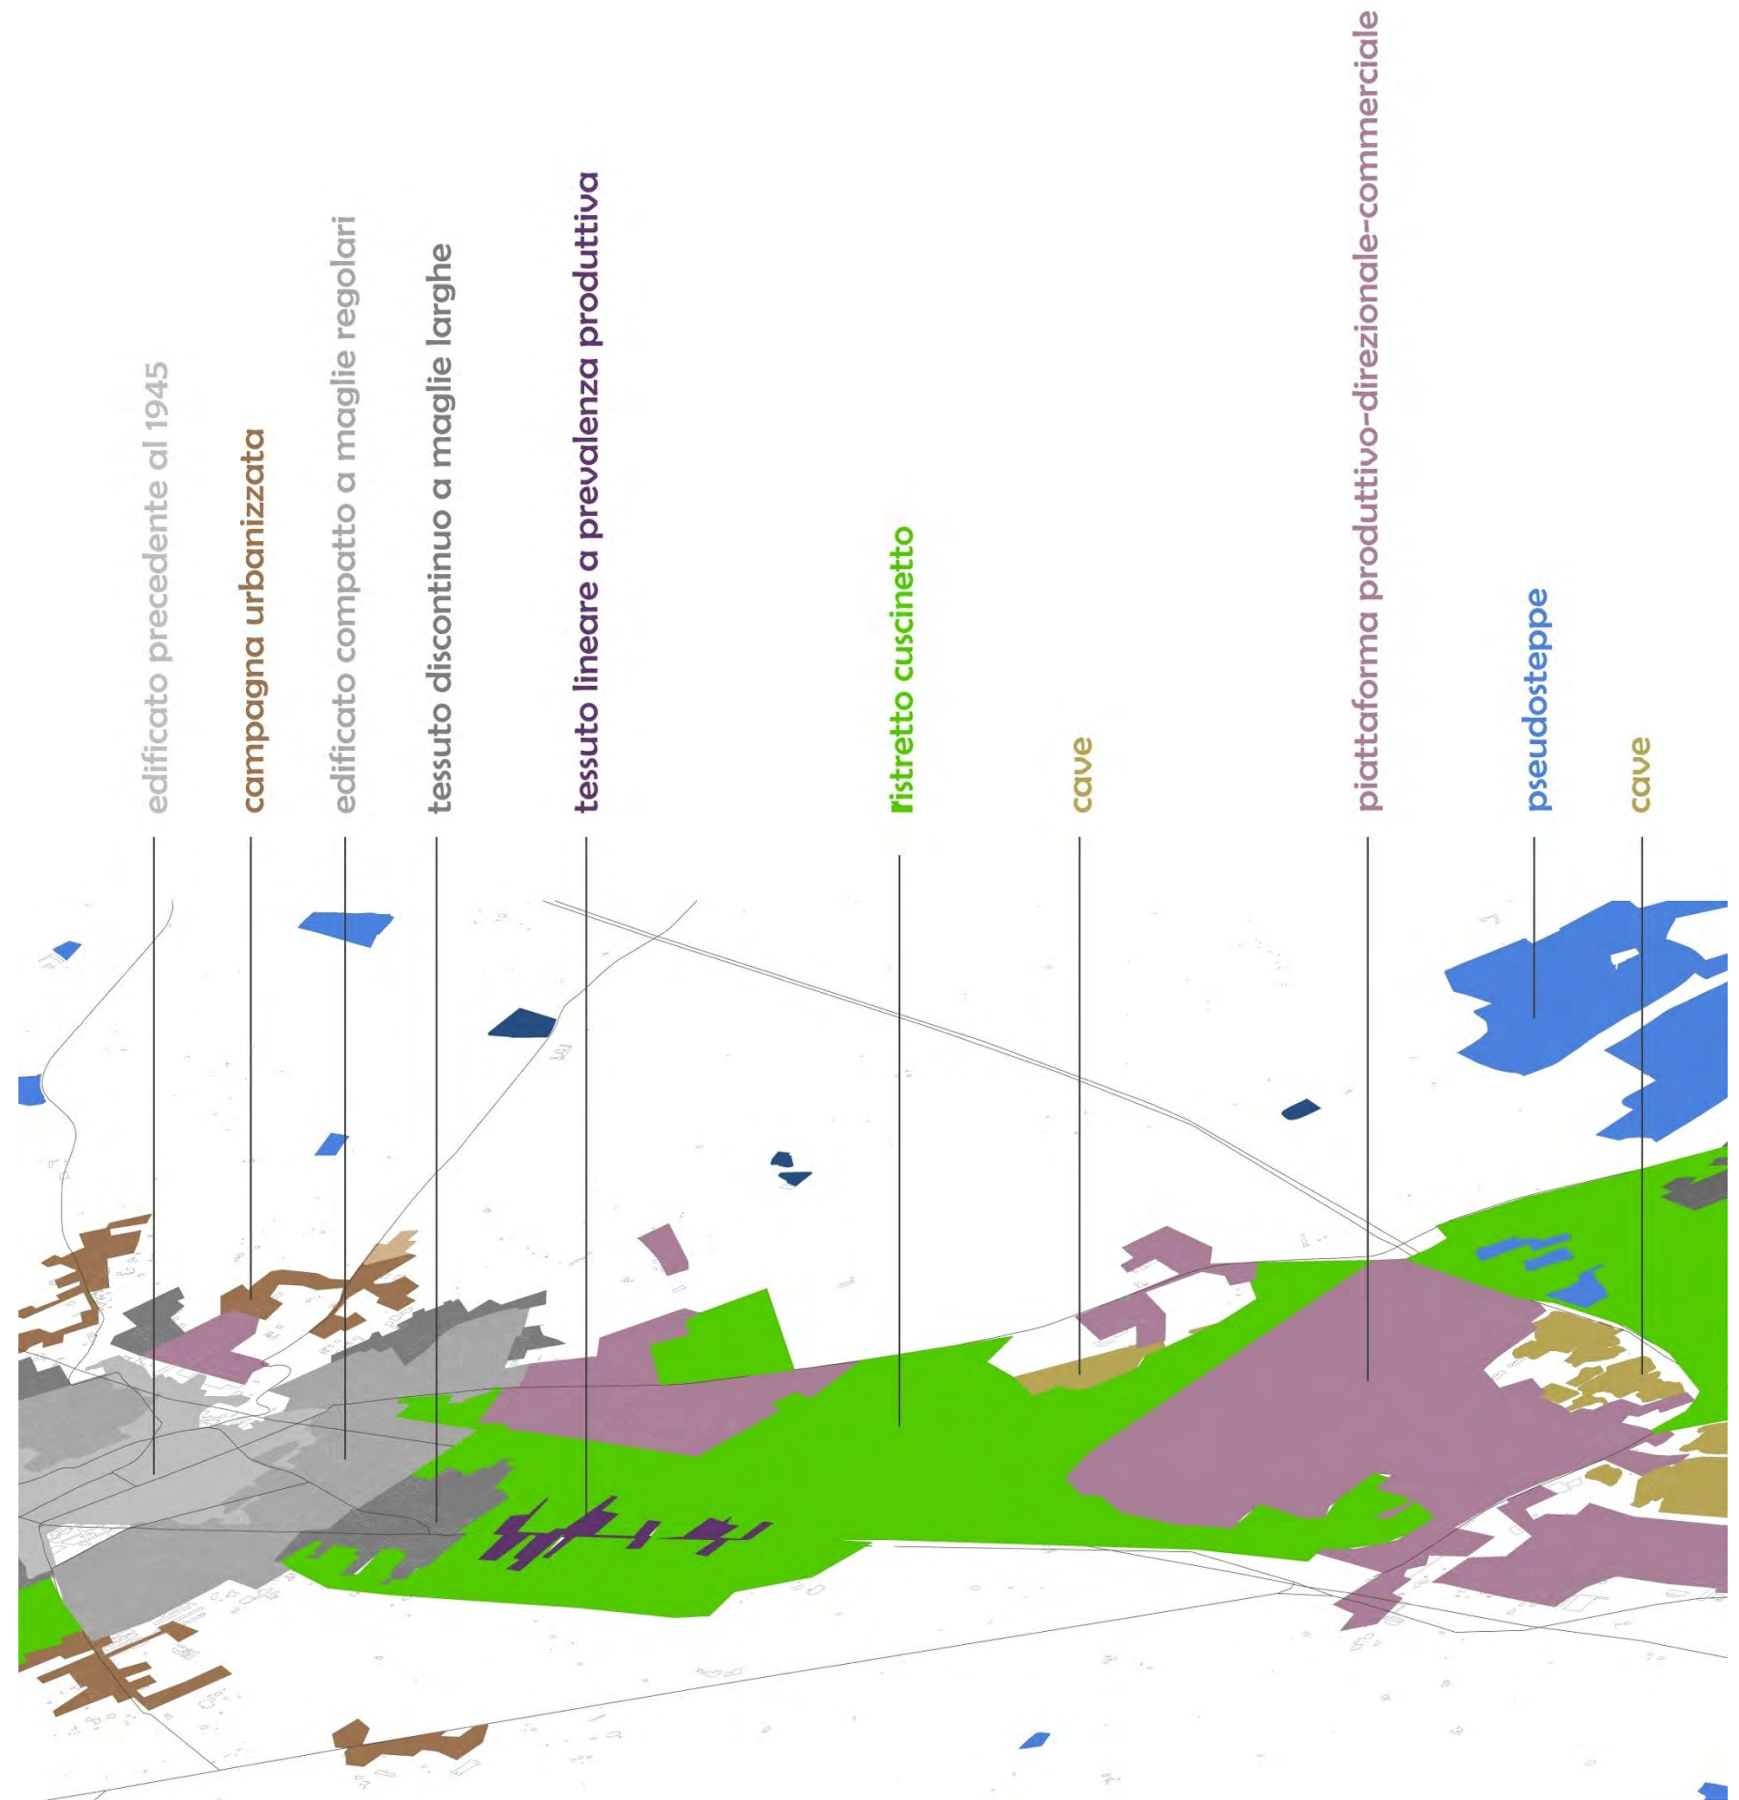 edificato precedente al 1945
campagna urbanizzata
edificato compatto a maglie regolari
tessuto discontinuo a maglie larghe
tessuto lineare a prevalenza produttiva
ristretto cuscinetto
cave
piattaforma produttivo-direzionale-commerciale
pseudosteppe
cave